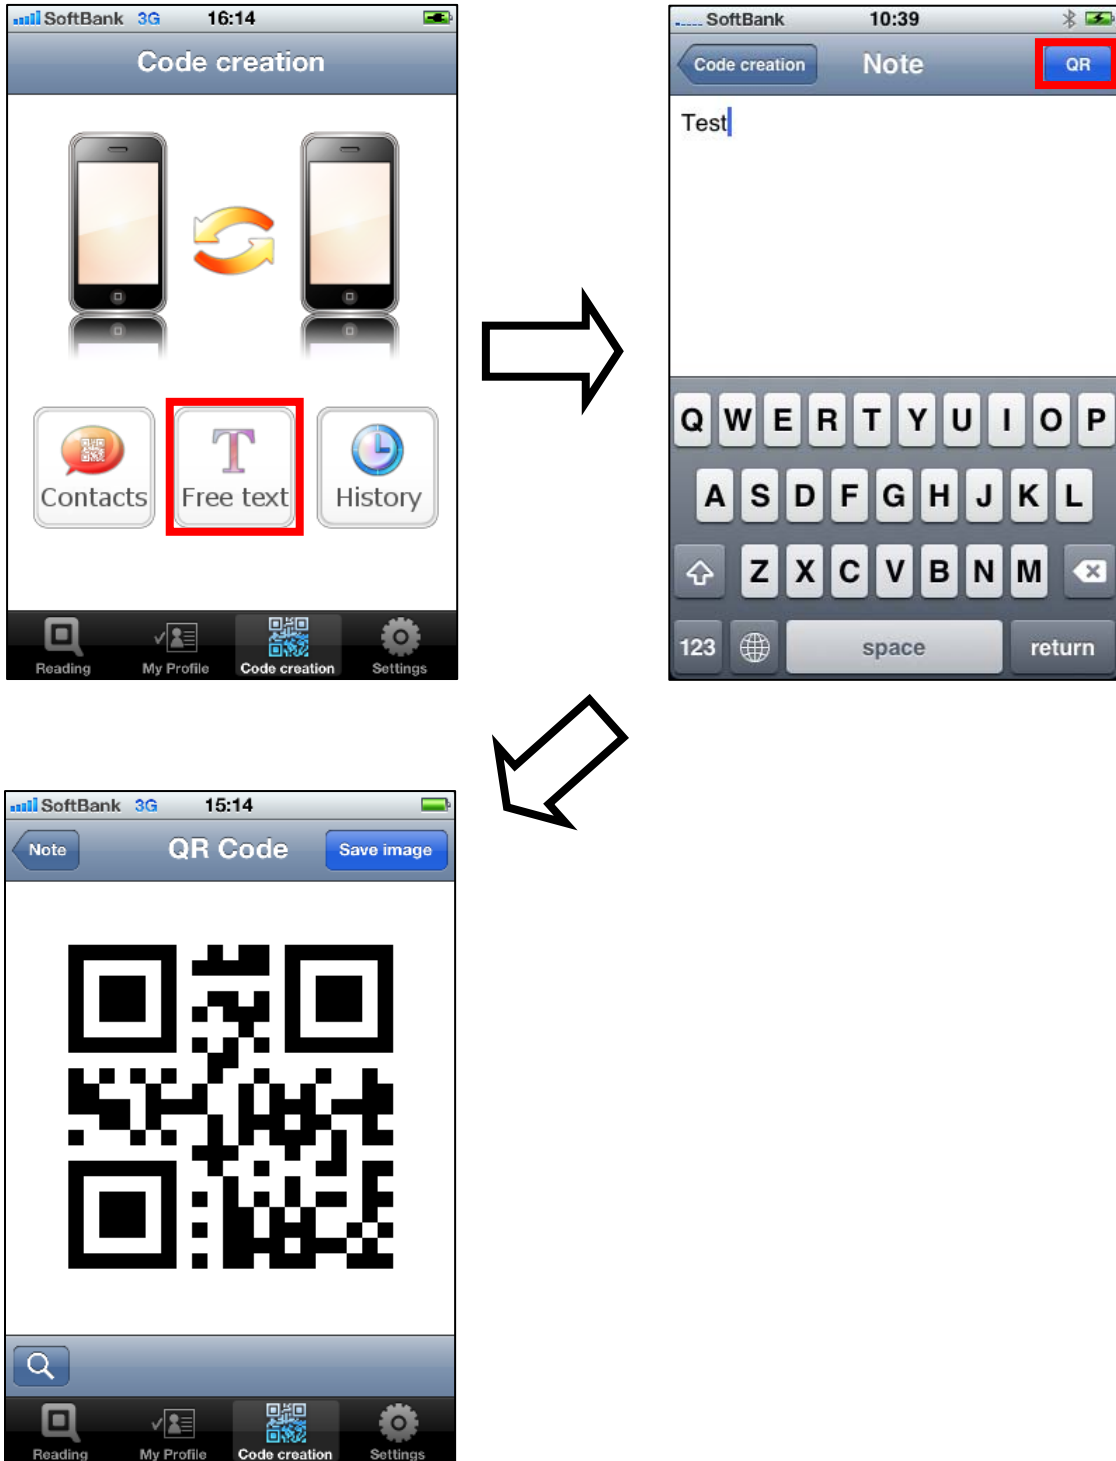 SoftBank 3G 16:14
Code creation
Contacts
Free text
History
Reading
My Profile
Code creation
Settings
SoftBank 10:39
Code creation
Note
QR
Test
Q W E R T Y U I O P
A S D F G H J K L
Z X C V B N M
123
space
return
SoftBank 3G 15:14
Note
QR Code
Save image
Reading
My Profile
Code creation
Settings